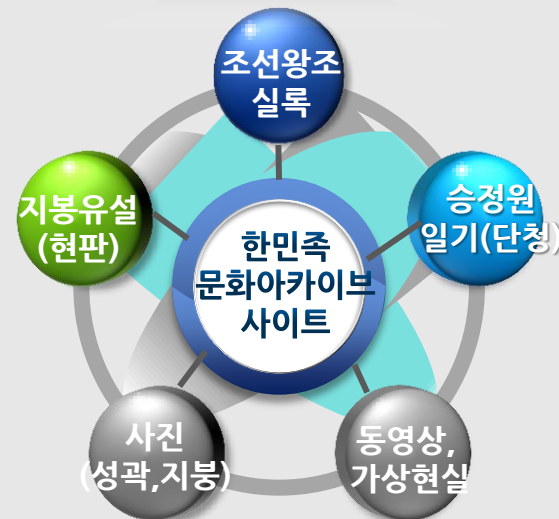 조선왕조
실록
승정원
일기(단청)
동영상,
가상현실
사진
(성곽,지붕)
지봉유설
(현판)
한민족
문화아카이브
사이트